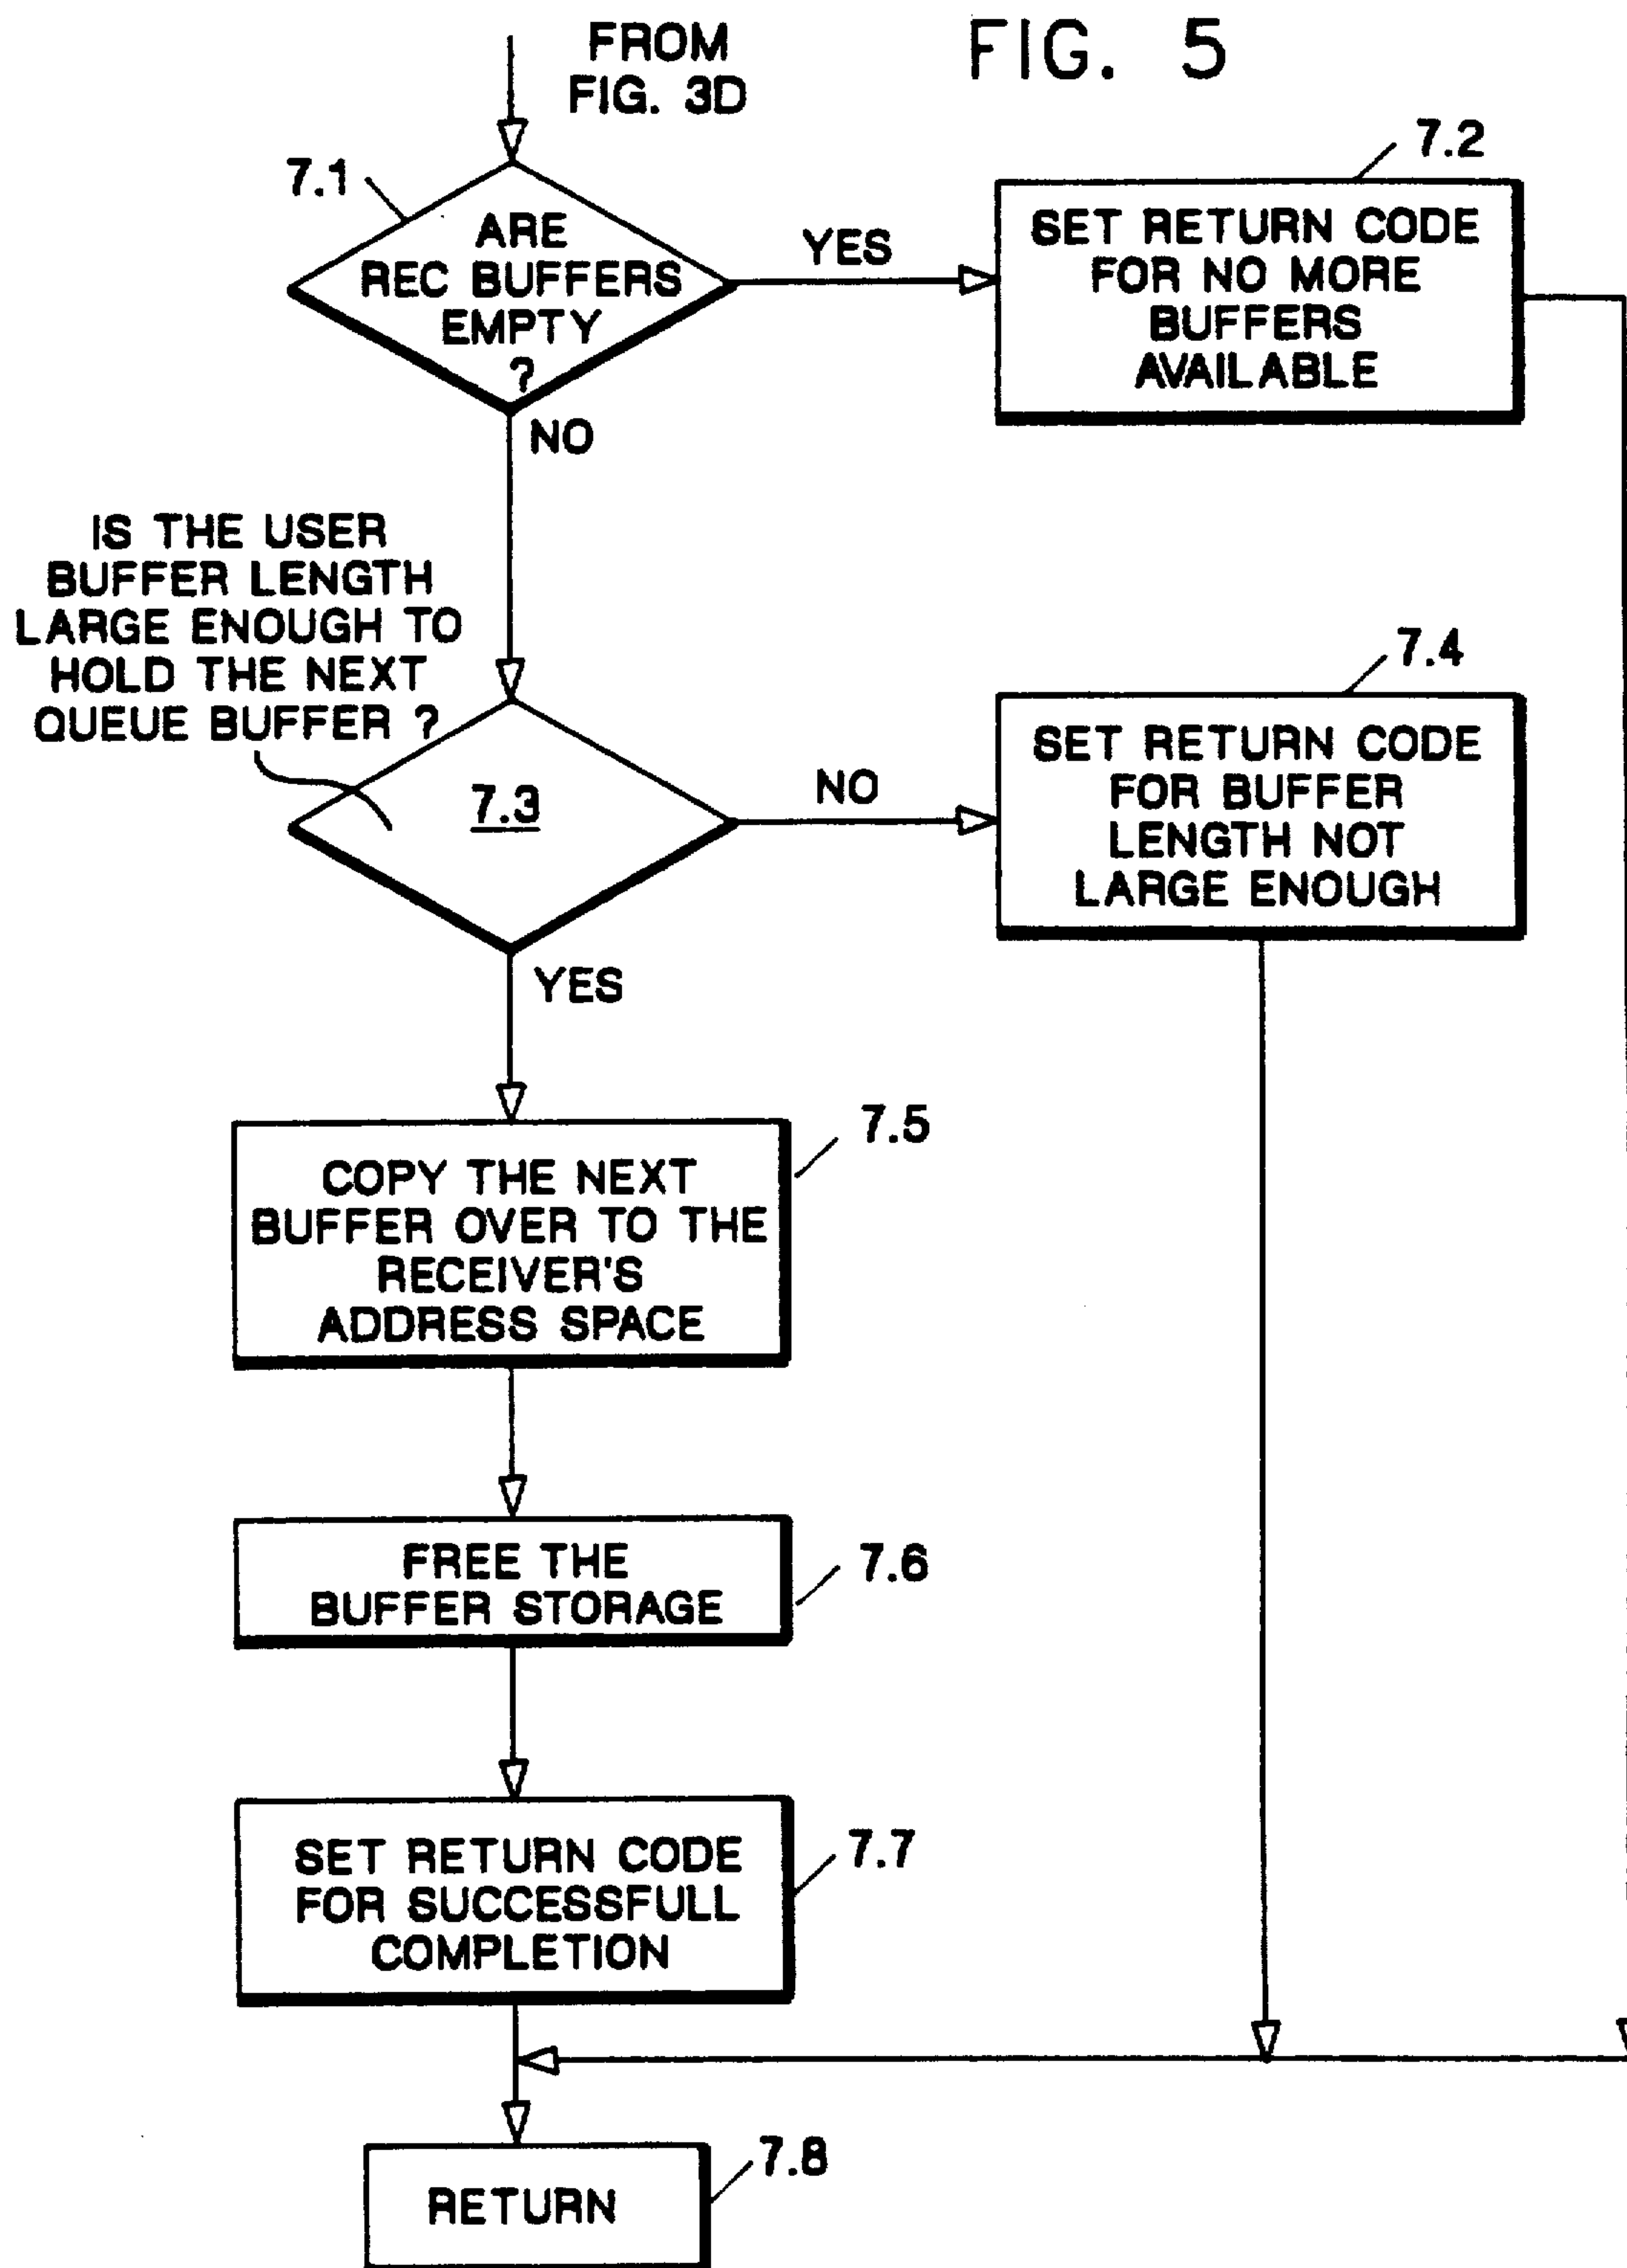 FROM
FIG. 3D
FIG. 5
7.1
ARE
REC BUFFERS
EMPTY
?
YES
7.2
SET RETURN CODE
FOR NO MORE
BUFFERS
AVAILABLE
NO
IS THE USER
BUFFER LENGTH
LARGE ENOUGH TO
HOLD THE NEXT
QUEUE BUFFER ?
7.3
NO
7.4
SET RETURN CODE
FOR BUFFER
LENGTH NOT
LARGE ENOUGH
YES
7.5
COPY THE NEXT
BUFFER OVER TO THE
RECEIVER'S
ADDRESS SPACE
7.6
FREE THE
BUFFER STORAGE
7.7
SET RETURN CODE
FOR SUCCESSFULL
COMPLETION
7.8
RETURN